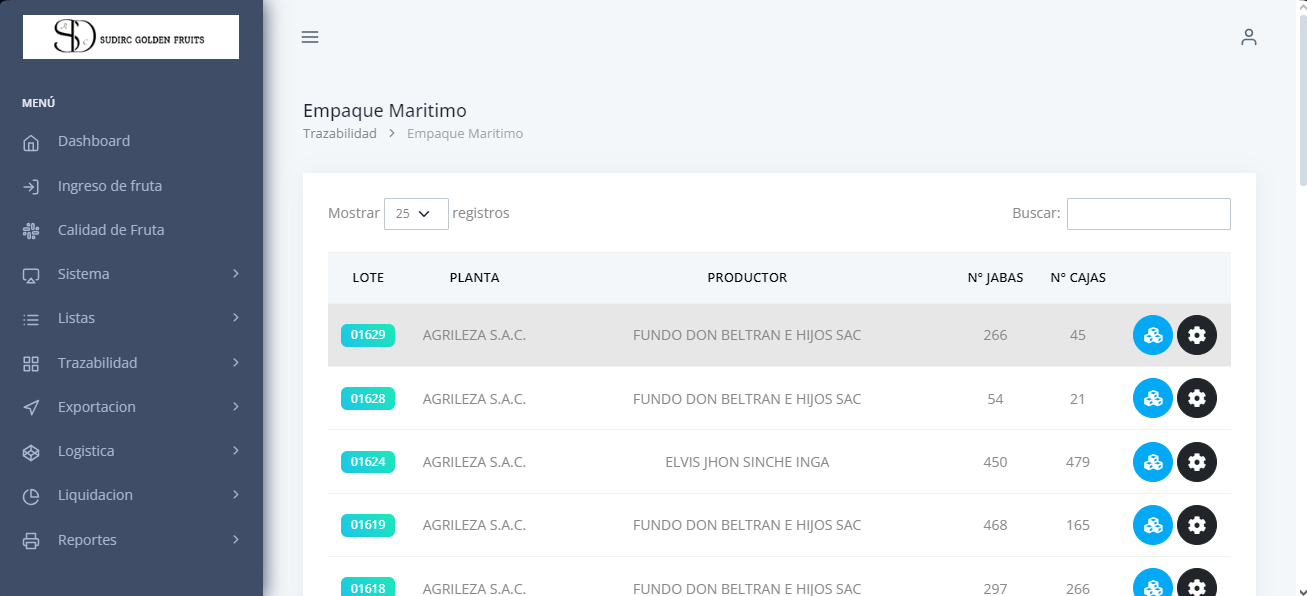 SUDIRC GOLDEN FRUITS
MENÚ
Dashboard
Ingreso de fruta
Calidad de Fruta
Sistema
Listas
Trazabilidad
Exportacion
Logistica
Liquidacion
Reportes
Empaque Maritimo
Trazabilidad > Empaque Maritimo
Mostrar 25 registros
Buscar:
LOTE PLANTA PRODUCTOR N° JABAS N° CAJAS
01629 AGRILEZA S.A.C. FUNDO DON BELTRAN E HIJOS SAC 266 45
01628 AGRILEZA S.A.C. FUNDO DON BELTRAN E HIJOS SAC 54 21
01624 AGRILEZA S.A.C. ELVIS JHON SINCHE INGA 450 479
01619 AGRILEZA S.A.C. FUNDO DON BELTRAN E HIJOS SAC 468 165
01618 AGRILEZA S.A.C. FUNDO DON BELTRAN E HIJOS SAC 297 266